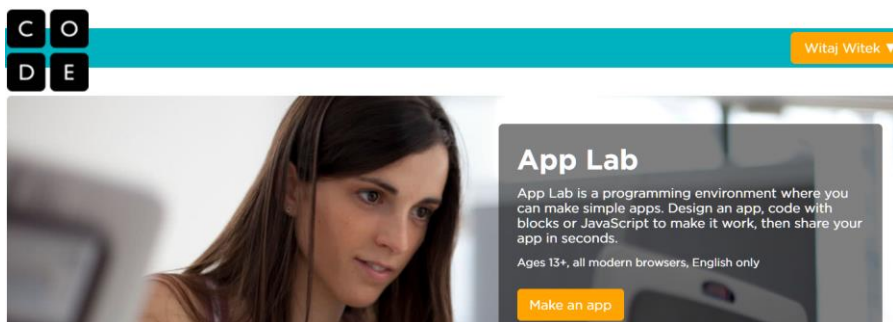 C O
D E
Witaj Witek ▼
App Lab
App Lab is a programming environment where you
can make simple apps. Design an app, code with
blocks or JavaScript to make it work, then share your
app in seconds.
Ages 13+, all modern browsers, English only
Make an app